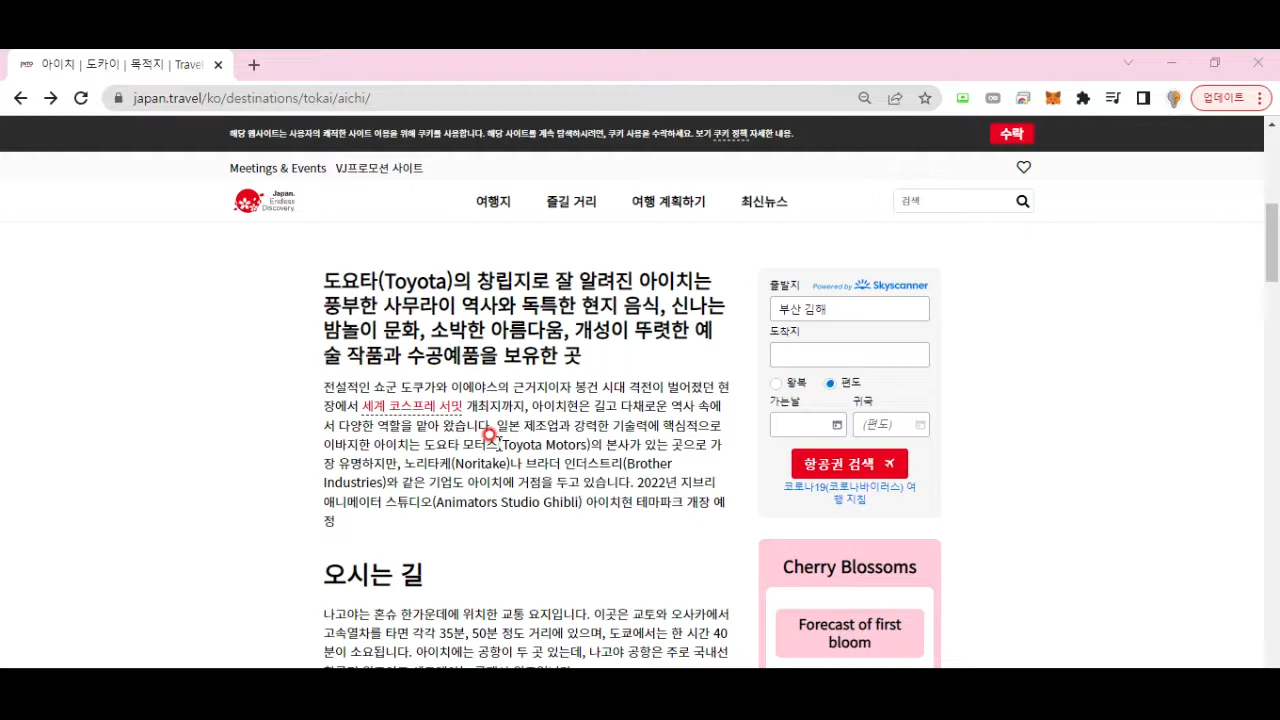 아이치 | 도카이 | 목적지 | Travel
japan.travel/ko/destinations/tokai/aichi/
업데이트
해당 웹사이트는 사용자의 쾌적한 사이트 이용을 위해 쿠키를 사용합니다. 해당 사이트를 계속 탐색하시려면, 쿠키 사용을 수락하세요. 보기 쿠키 정책 자세한 내용.
수락
Meetings & Events VJ프로모션 사이트
Japan.
Endless
Discovery.
여행지 즐길 거리 여행 계획하기 최신뉴스
검색
도요타(Toyota)의 창립지로 잘 알려진 아이치는
풍부한 사무라이 역사와 독특한 현지 음식, 신나는
밤놀이 문화, 소박한 아름다움, 개성이 뚜렷한 예
술 작품과 수공예품을 보유한 곳
전설적인 쇼군 도쿠가와 이에야스의 근거지이자 봉건 시대 격전이 벌어졌던 현
장에서 세계 코스프레 서밋 개최지까지, 아이치현은 길고 다채로운 역사 속에
서 다양한 역할을 맡아 왔습니다. 일본 제조업과 강력한 기술력에 핵심적으로
이바지한 아이치는 도요타 모터스(Toyota Motors)의 본사가 있는 곳으로 가
장 유명하지만, 노리타케(Noritake)나 브라더 인더스트리(Brother
Industries)와 같은 기업도 아이치에 거점을 두고 있습니다. 2022년 지브리
애니메이터 스튜디오(Animators Studio Ghibli) 아이치현 테마파크 개장 예
정
오시는 길
나고야는 혼슈 한가운데에 위치한 교통 요지입니다. 이곳은 교토와 오사카에서
고속열차를 타면 각각 35분, 50분 정도 거리에 있으며, 도쿄에서는 한 시간 40
분이 소요됩니다. 아이치에는 공항이 두 곳 있는데, 나고야 공항은 주로 국내선
출발지 Powered by Skyscanner
부산 김해
도착지
왕복 편도
가는날 귀국
(편도)
항공권 검색
코로나19(코로나바이러스) 여
행 지침
Cherry Blossoms
Forecast of first
bloom